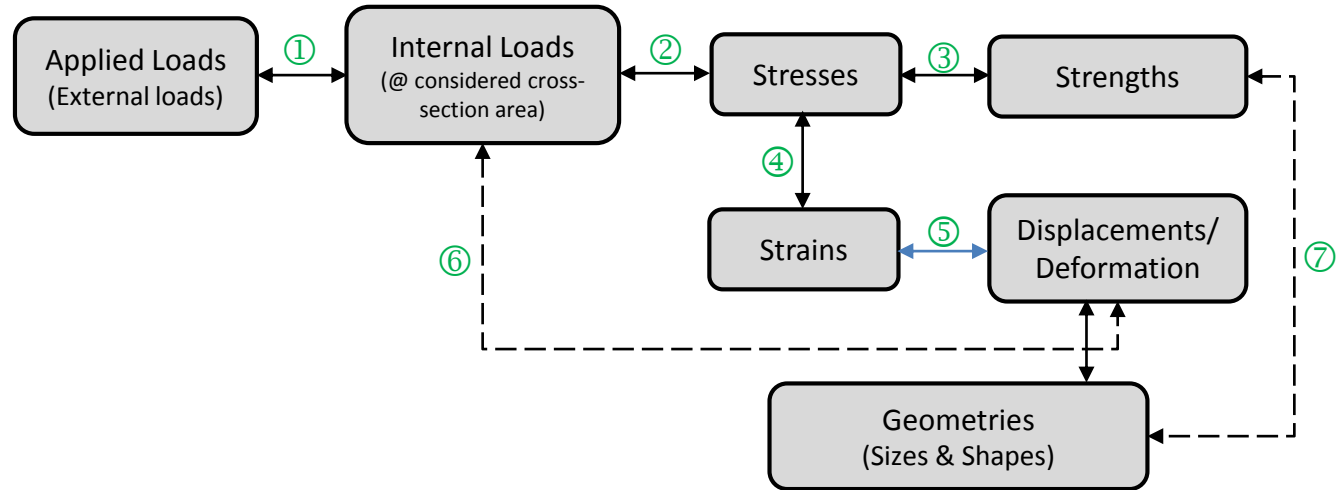 Applied Loads
(External loads)
①
Internal Loads
(@ considered cross-
section area)
②
Stresses
③
Strengths
④
Strains
⑤
Displacements/
Deformation
⑥
⑦
Geometries
(Sizes & Shapes)